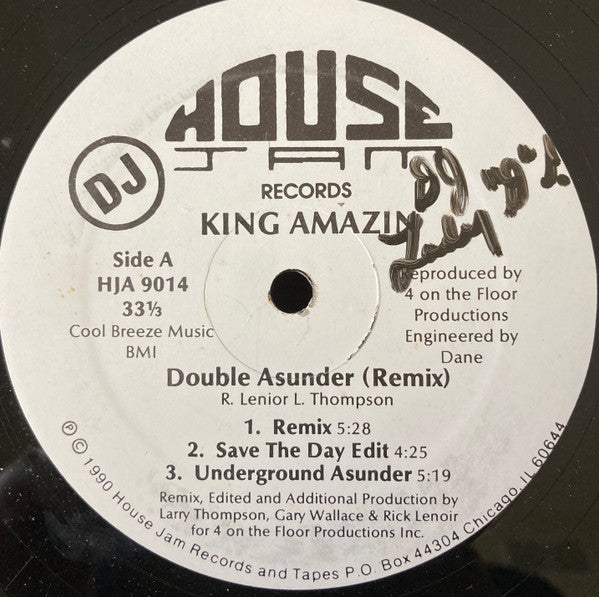 HOUSE
JAM
DJ
RECORDS
KING AMAZIN
Side A
HJA 9014
33⅓
Cool Breeze Music
BMI
Reproduced by
4 on the Floor
Productions
Engineered by
Dane
Double Asunder (Remix)
R. Lenior L. Thompson
1. Remix 5:28
2. Save The Day Edit 4:25
3. Underground Asunder 5:19
Remix, Edited and Additional Production by
Larry Thompson, Gary Wallace & Rick Lenoir
for 4 on the Floor Productions Inc.
℗ © 1990 House Jam Records and Tapes P.O. Box 44304 Chicago, IL 60644